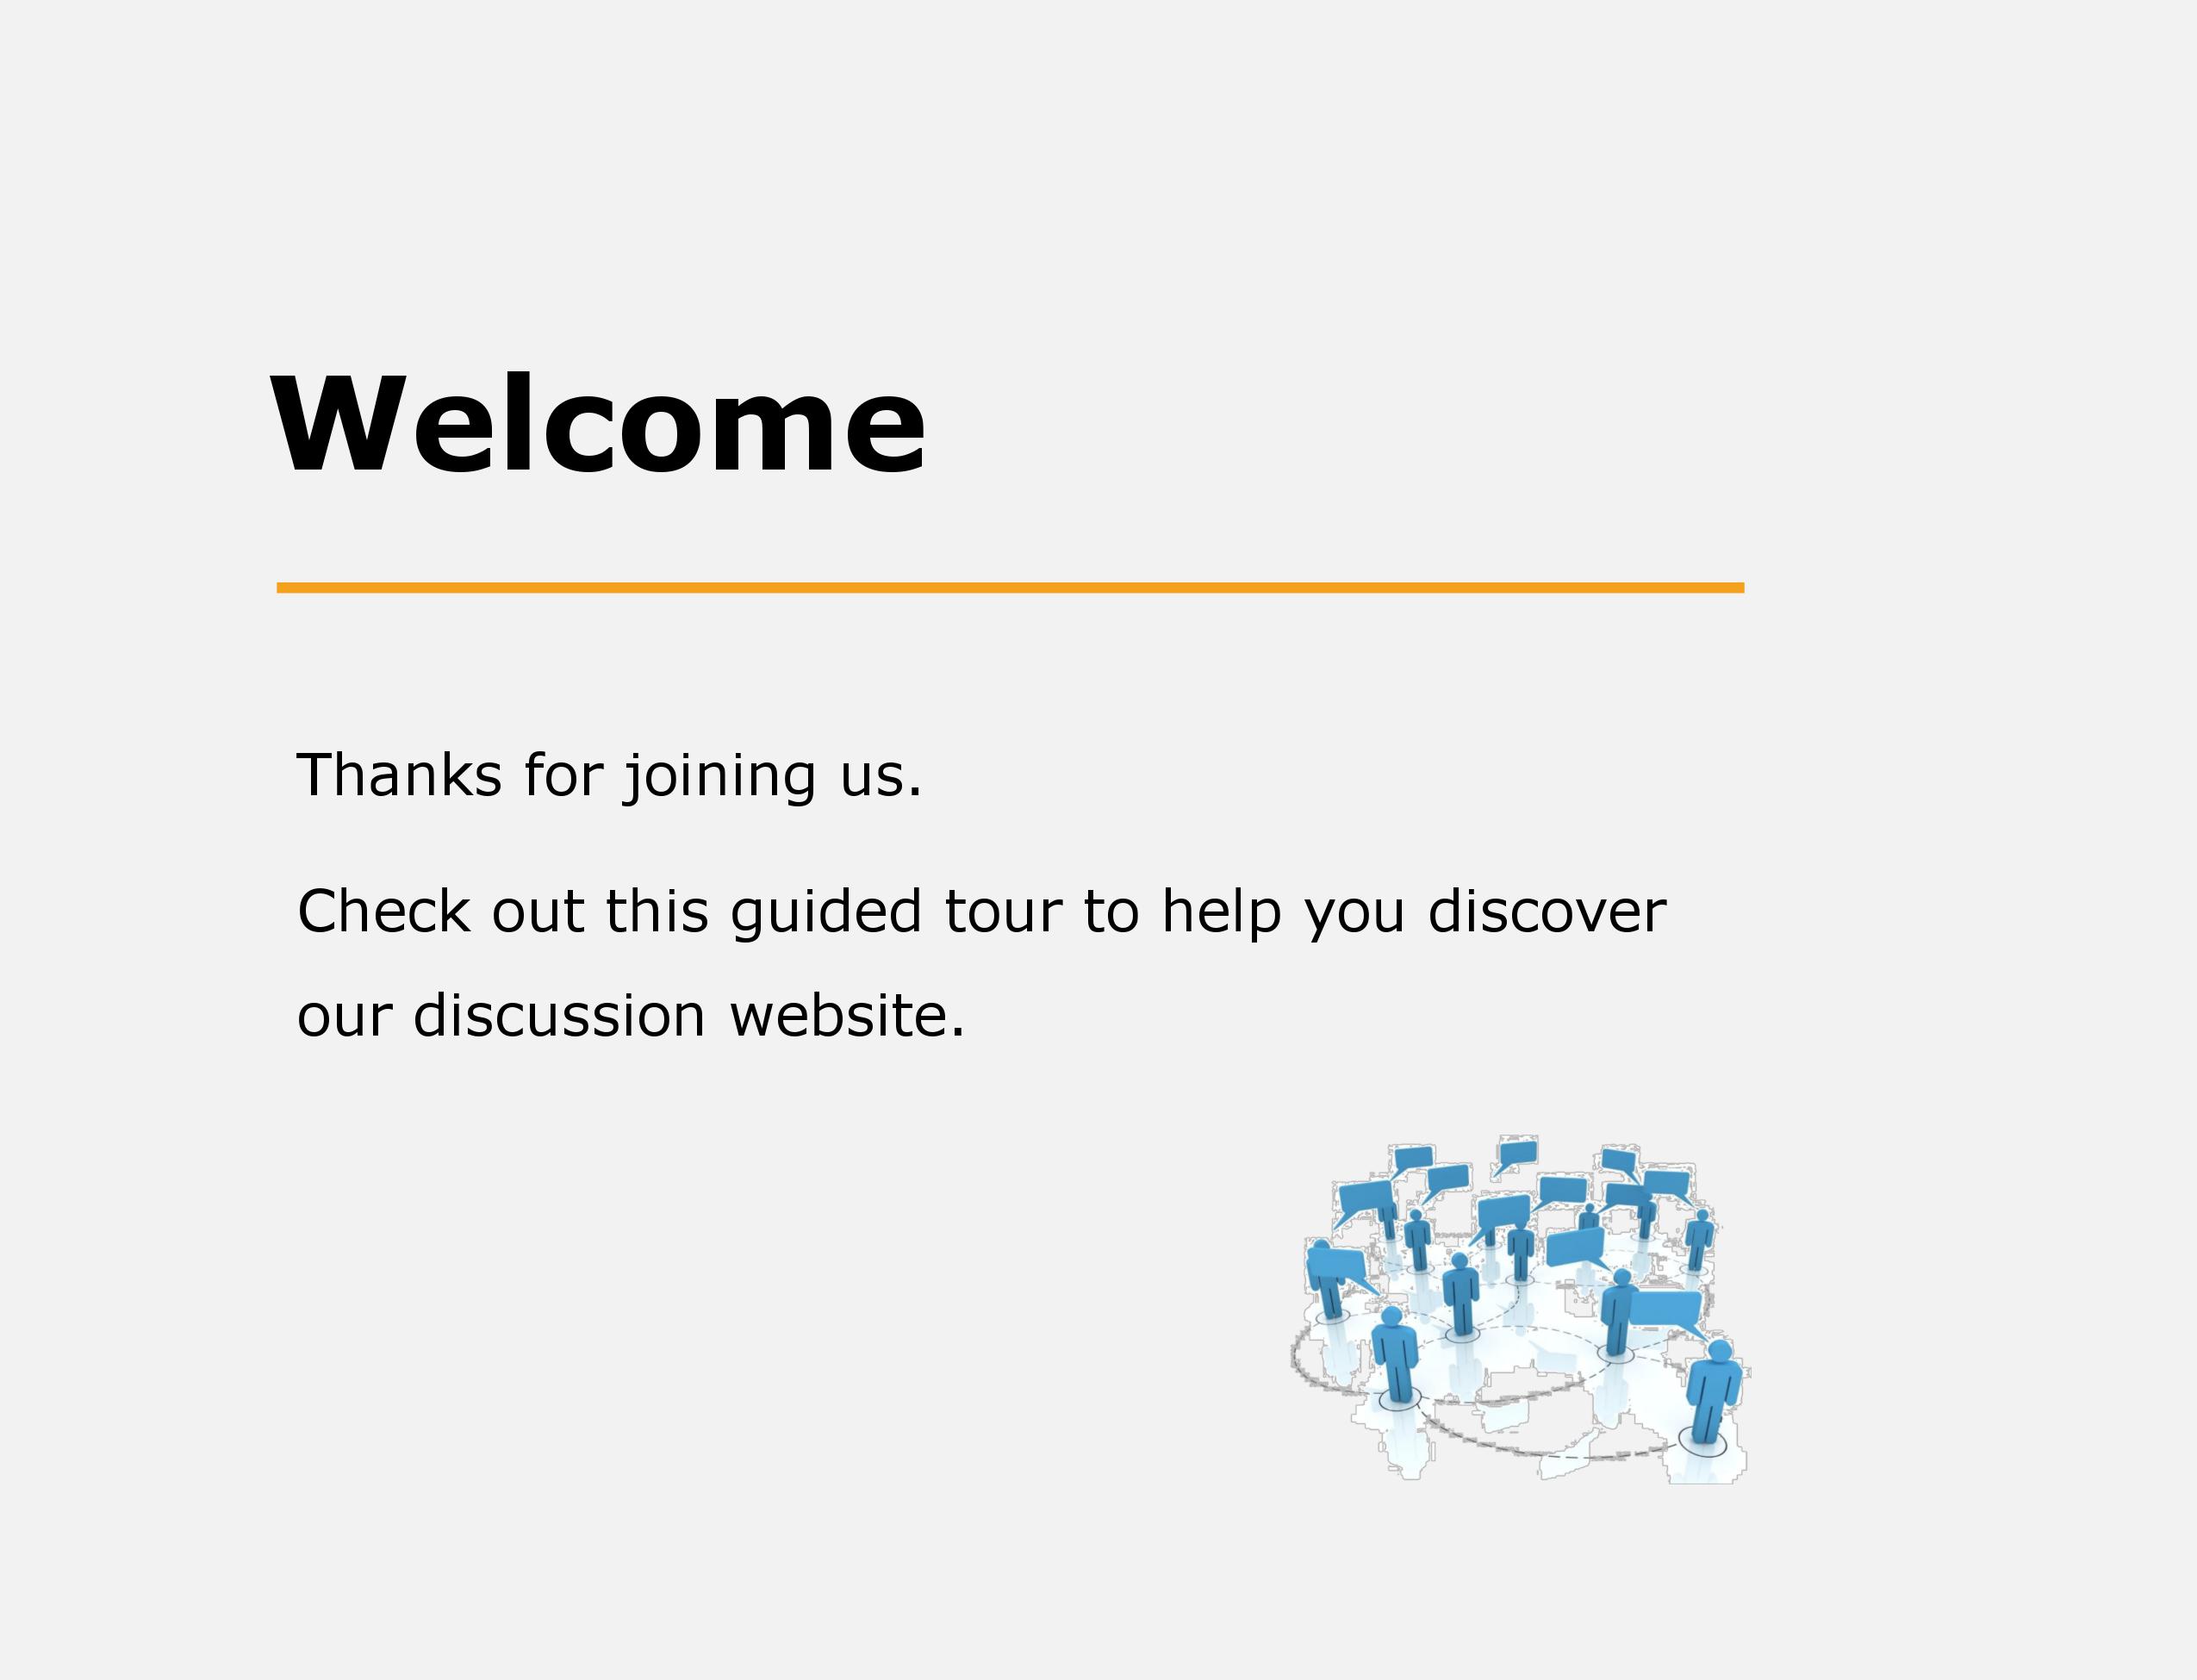 Welcome
Thanks for joining us.
Check out this guided tour to help you discover
our discussion website.